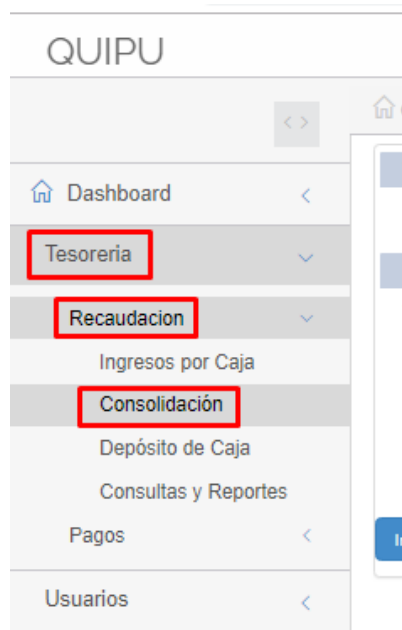 QUIPU
Dashboard
Tesoreria
Recaudacion
Ingresos por Caja
Consolidación
Depósito de Caja
Consultas y Reportes
Pagos
Usuarios